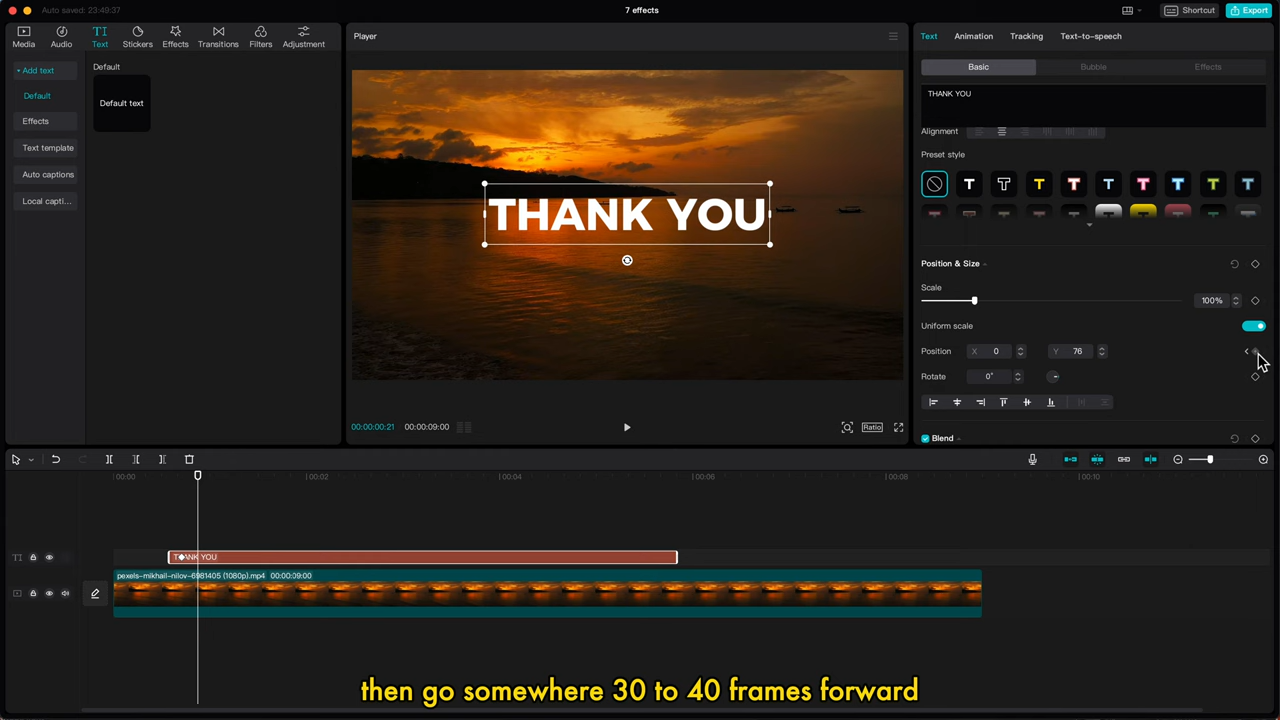 Auto saved: 23:49:37
7 effects
Shortcut
Export
Media
Audio
TI
Text
Stickers
Effects
Transitions
Filters
Adjustment
Player
Text
Animation
Tracking
Text-to-speech
Add text
Default
Default
Default text
Effects
Text template
Auto captions
Local capti...
THANK YOU
Basic
Bubble
Effects
THANK YOU
Alignment
Preset style
Position & Size
Scale
100%
Uniform scale
Position
X 0
Y 76
Rotate
0°
Blend
00:00:00:21
00:00:09:00
Ratio
00:00
00:02
00:04
00:06
00:08
00:10
TI
THANK YOU
pexels-mikhail-nilov-6981405 (1080p).mp4 00:00:09:00
then go somewhere 30 to 40 frames forward